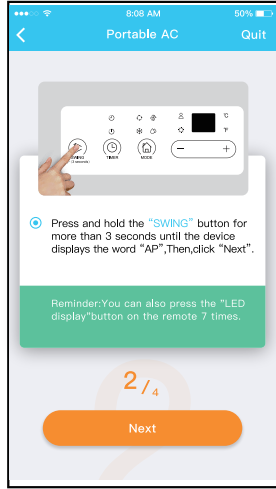 8:08 AM
50%
Portable AC
Quit
°C
°F
SWING
(3 seconds)
TIMER
MODE
Press and hold the “SWING” button for
more than 3 seconds until the device
displays the word “AP”,Then,click “Next”.
Reminder:You can also press the “LED
display”button on the remote 7 times.
2/4
Next